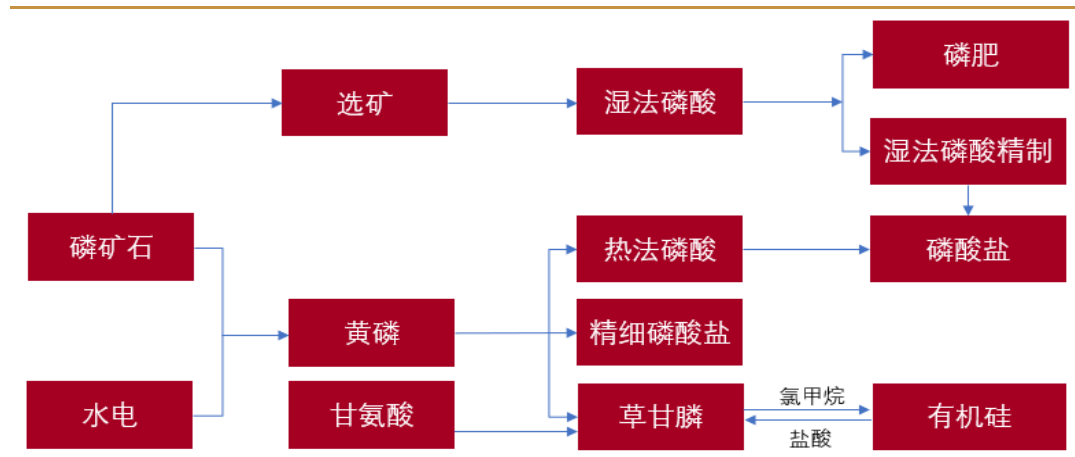 磷肥
选矿
湿法磷酸
湿法磷酸精制
磷矿石
热法磷酸
磷酸盐
黄磷
精细磷酸盐
水电
甘氨酸
草甘膦
氯甲烷
盐酸
有机硅